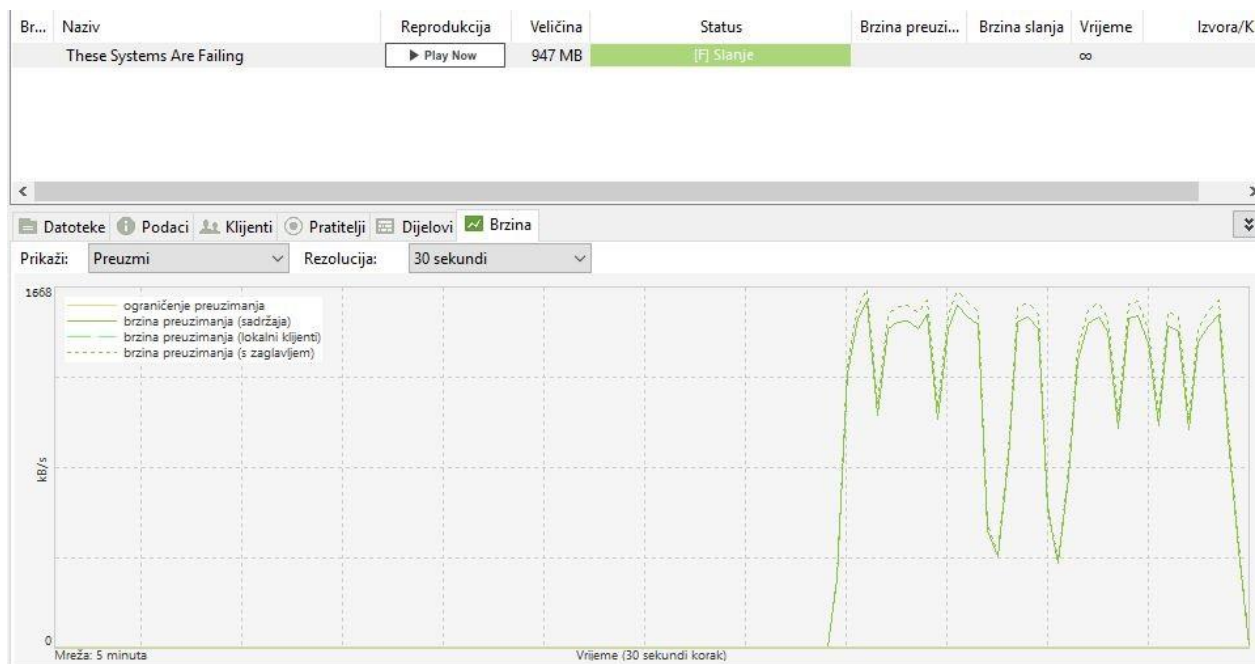 Br... Naziv Reprodukcija Veličina Status Brzina preuzi... Brzina slanja Vrijeme Izvora/K
These Systems Are Failing Play Now 947 MB [F] Slanje ∞
Datoteke Podaci Klijenti Pratitelji Dijelovi Brzina
Prikaži: Preuzmi Rezolucija: 30 sekundi
1668
ograničenje preuzimanja
brzina preuzimanja (sadržaja)
brzina preuzimanja (lokalni klijenti)
brzina preuzimanja (s zaglavljem)
kB/s
0
Mreža: 5 minuta Vrijeme (30 sekundi korak)